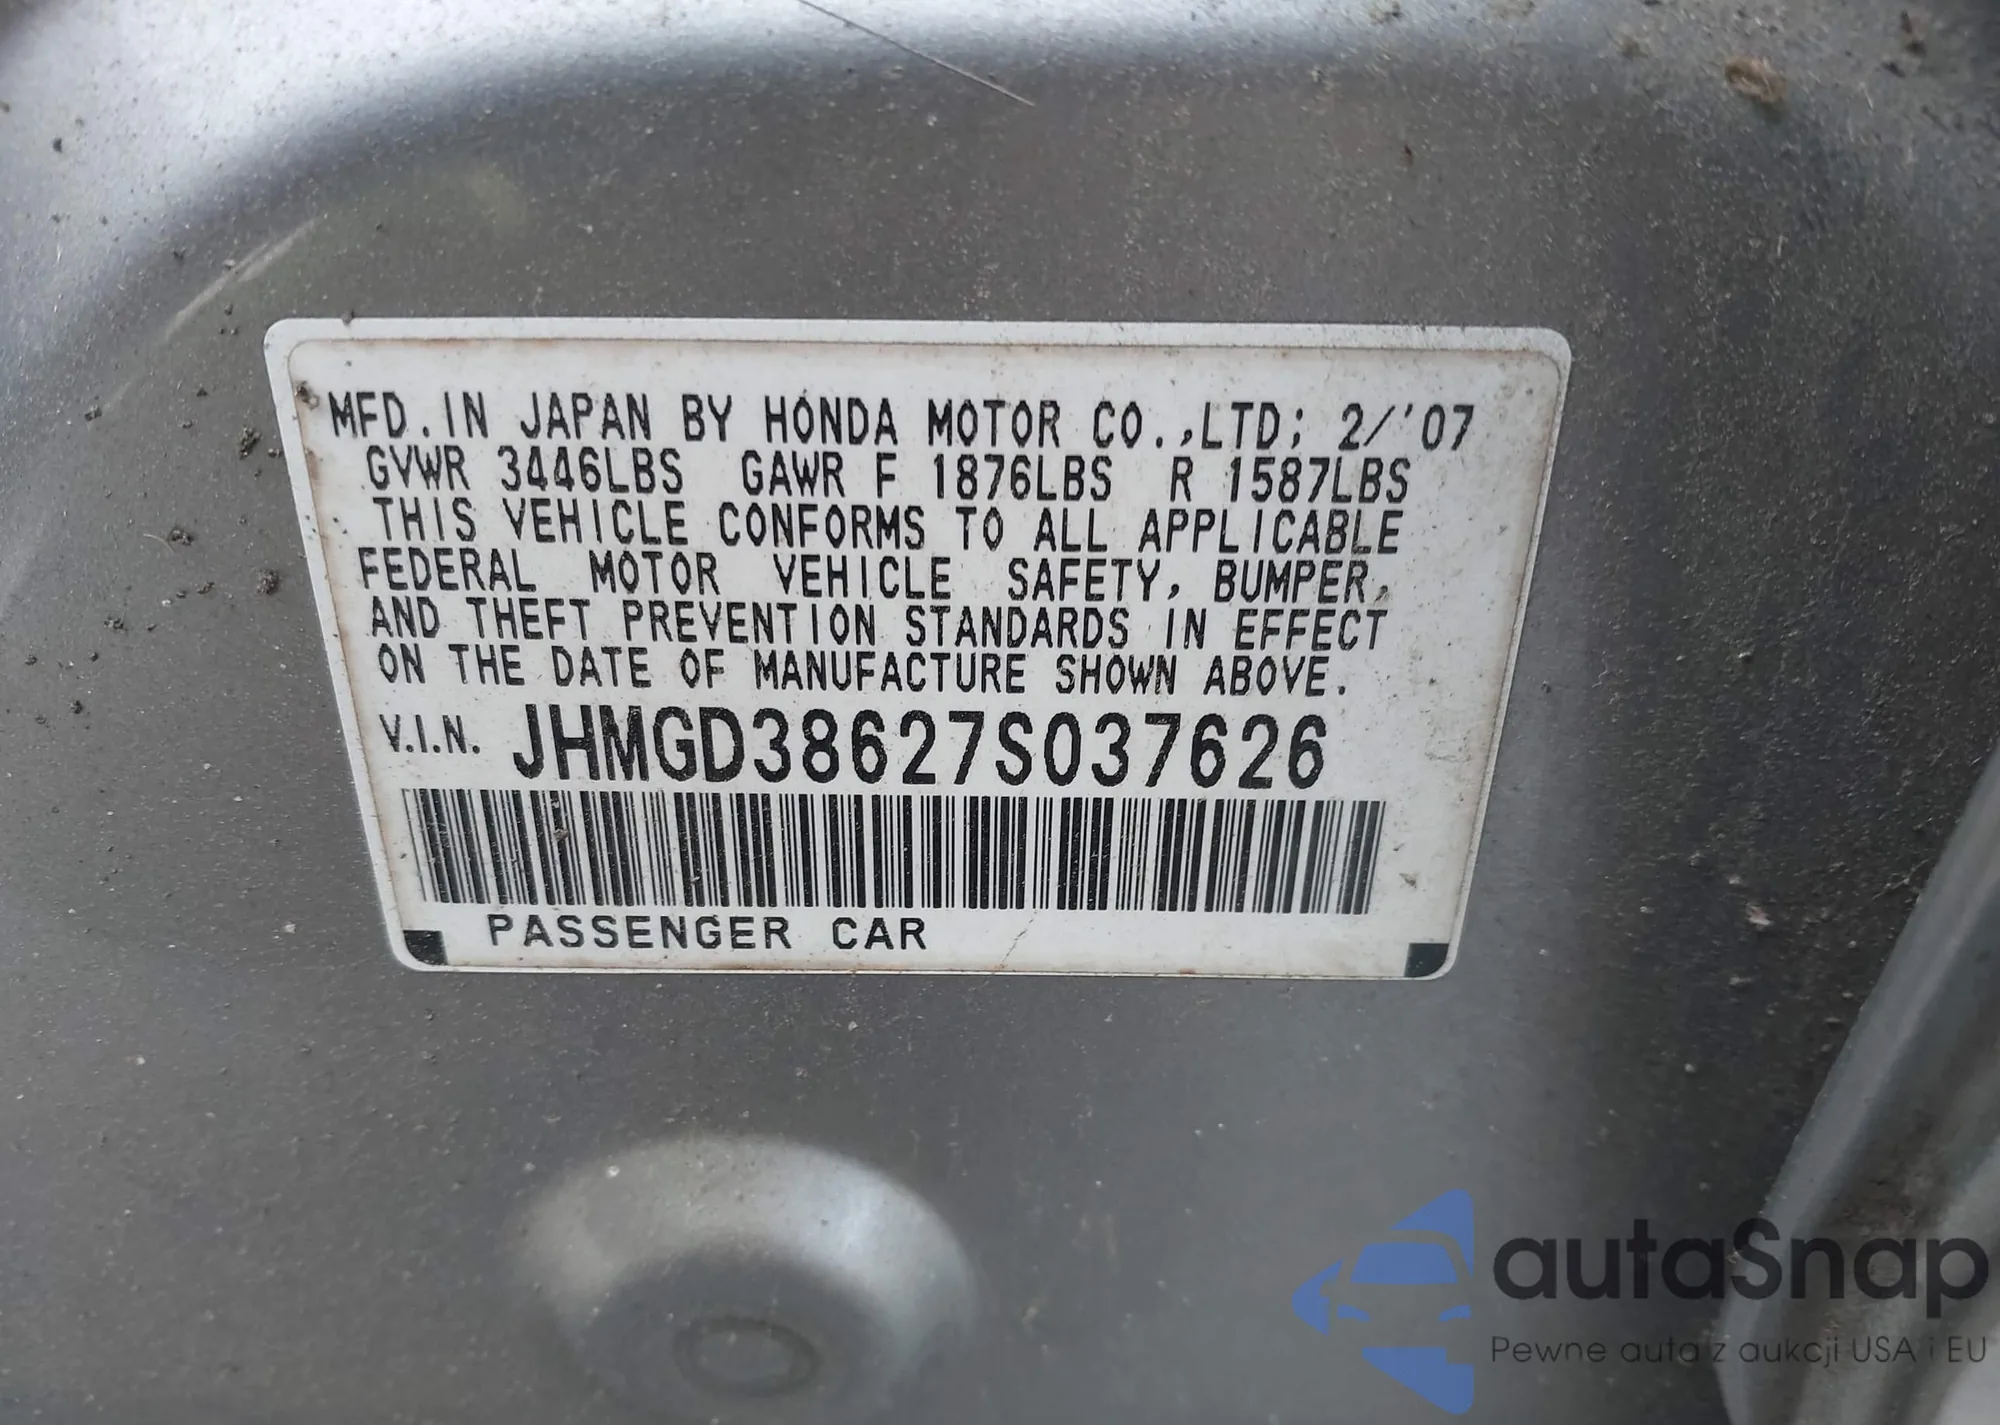 MFD. IN JAPAN BY HONDA MOTOR CO.,LTD; 2/'07
GVWR 3446LBS GAWR F 1876LBS R 1587LBS
THIS VEHICLE CONFORMS TO ALL APPLICABLE
FEDERAL MOTOR VEHICLE SAFETY, BUMPER,
AND THEFT PREVENTION STANDARDS IN EFFECT
ON THE DATE OF MANUFACTURE SHOWN ABOVE.
V.I.N. JHMGD38627S037626
PASSENGER CAR
autaSnap
Pewne auta z aukcji USA i EU